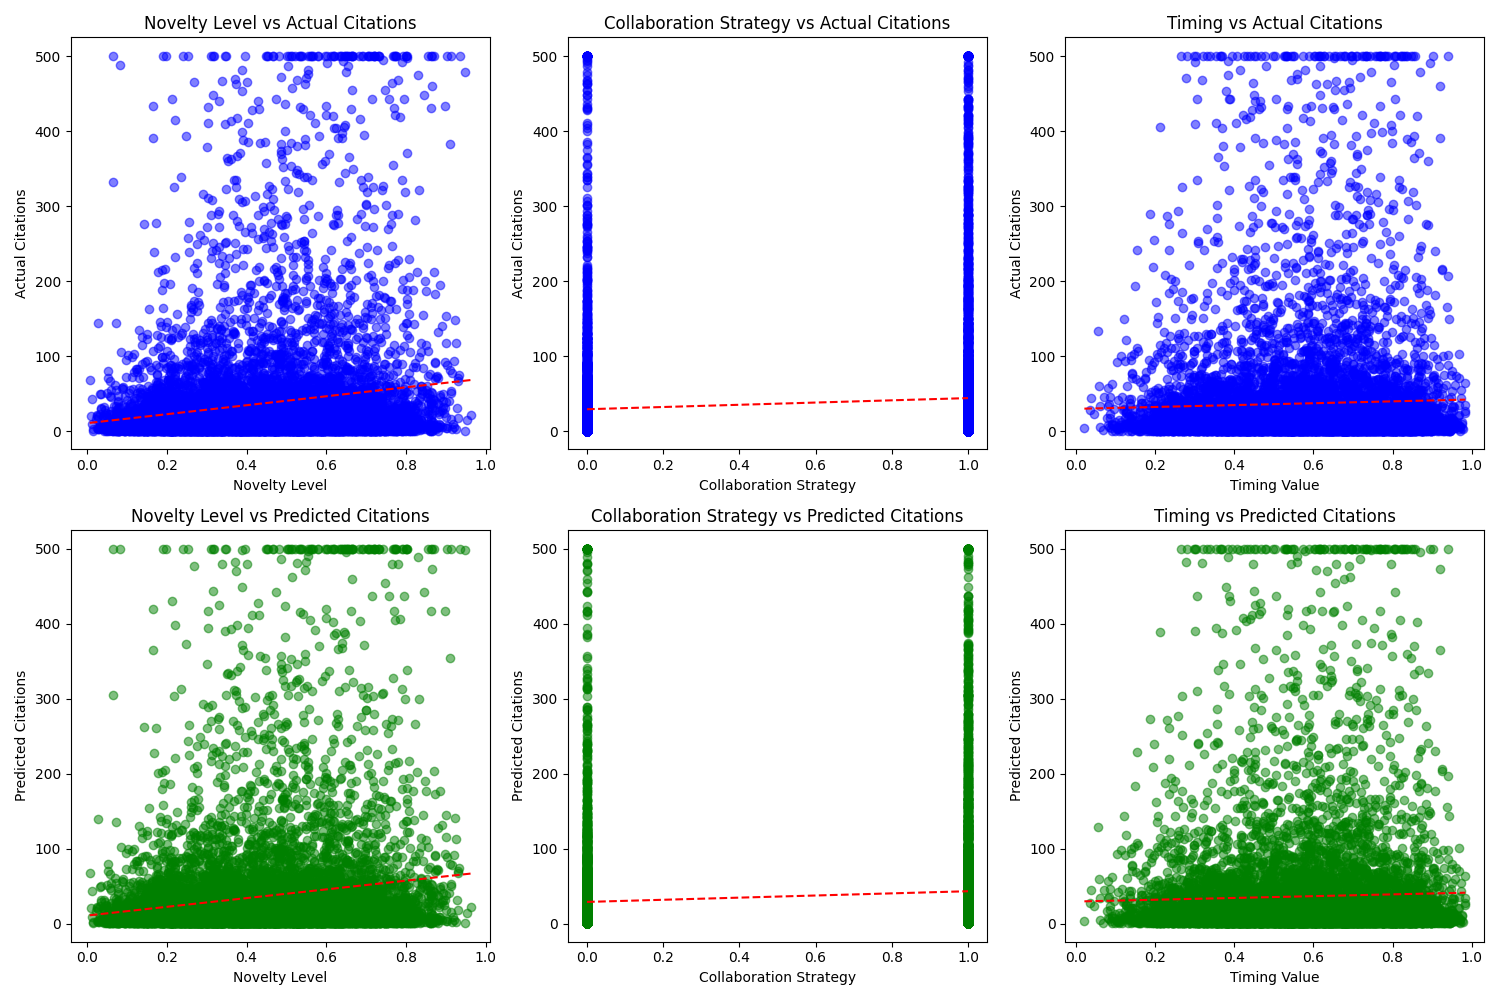 Novelty Level vs Actual Citations
500
400
300
200
100
0
Actual Citations
0.0 0.2 0.4 0.6 0.8 1.0
Novelty Level
Collaboration Strategy vs Actual Citations
500
400
300
200
100
0
Actual Citations
0.0 0.2 0.4 0.6 0.8 1.0
Collaboration Strategy
Timing vs Actual Citations
500
400
300
200
100
0
Actual Citations
0.0 0.2 0.4 0.6 0.8 1.0
Timing Value
Novelty Level vs Predicted Citations
500
400
300
200
100
0
Predicted Citations
0.0 0.2 0.4 0.6 0.8 1.0
Novelty Level
Collaboration Strategy vs Predicted Citations
500
400
300
200
100
0
Predicted Citations
0.0 0.2 0.4 0.6 0.8 1.0
Collaboration Strategy
Timing vs Predicted Citations
500
400
300
200
100
0
Predicted Citations
0.0 0.2 0.4 0.6 0.8 1.0
Timing Value